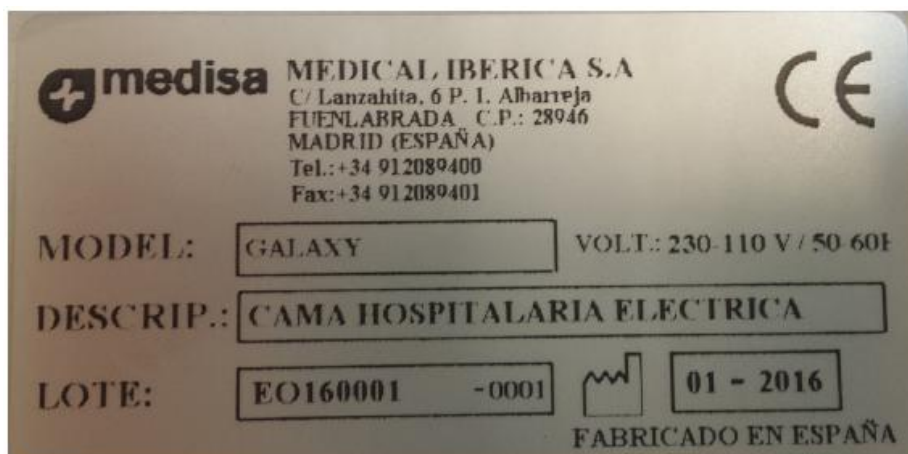 medisa
MEDICAL IBERICA S.A
C/ Lanzahita, 6 P. I. Albarreja
FUENLABRADA C.P.: 28946
MADRID (ESPAÑA)
Tel.:+34 912089400
Fax:+34 912089401
CE
MODEL: GALAXY VOLT.: 230-110 V / 50-60H
DESCRIP.: CAMA HOSPITALARIA ELECTRICA
LOTE: EO160001 -0001 01 - 2016
FABRICADO EN ESPAÑA